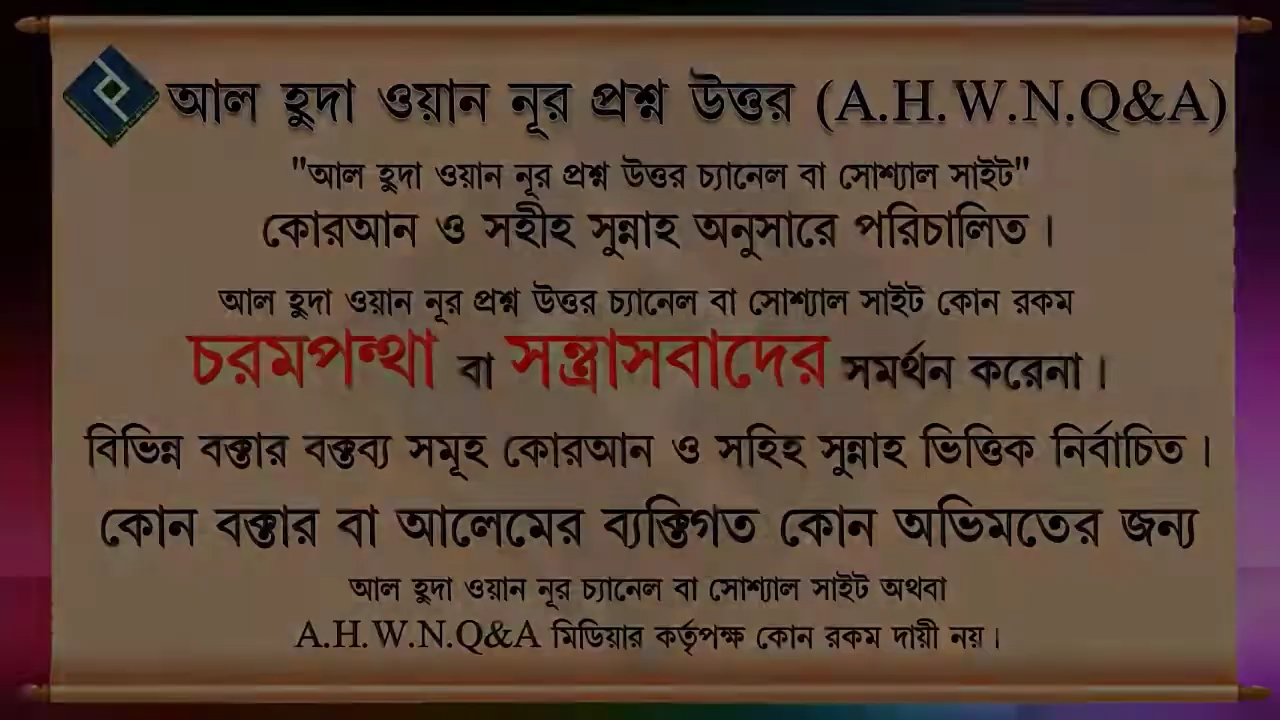 আল হুদা ওয়ান নূর প্রশ্ন উত্তর (A.H.W.N.Q&A)
"আল হুদা ওয়ান নূর প্রশ্ন উত্তর চ্যানেল বা সোশ্যাল সাইট"
কোরআন ও সহীহ সুন্নাহ অনুসারে পরিচালিত।
আল হুদা ওয়ান নূর প্রশ্ন উত্তর চ্যানেল বা সোশ্যাল সাইট কোন রকম
চরমপন্থা বা সন্ত্রাসবাদের সমর্থন করেনা।
বিভিন্ন বক্তার বক্তব্য সমূহ কোরআন ও সহিহ সুন্নাহ ভিত্তিক নির্বাচিত।
কোন বক্তার বা আলেমের ব্যক্তিগত কোন অভিমতের জন্য
আল হুদা ওয়ান নূর চ্যানেল বা সোশ্যাল সাইট অথবা
A.H.W.N.Q&A মিডিয়ার কর্তৃপক্ষ কোন রকম দায়ী নয়।